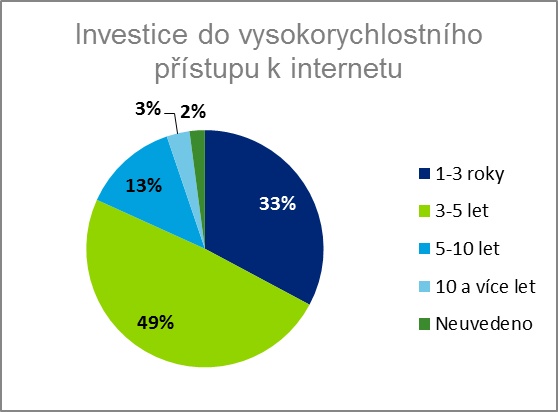 Investice do vysokorychlostního
přístupu k internetu
3%
2%
13%
33%
49%
1-3 roky
3-5 let
5-10 let
10 a více let
Neuvedeno